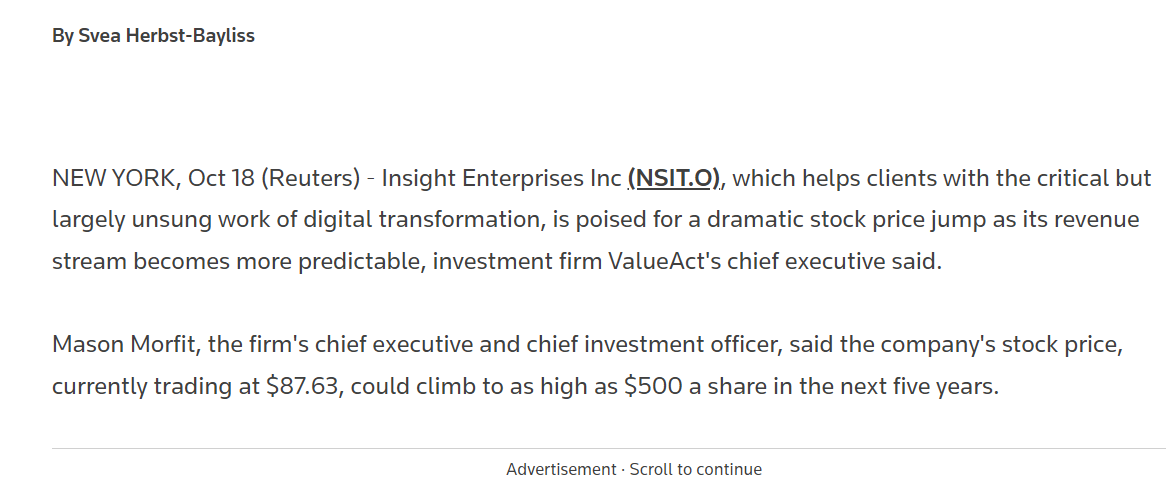 By Svea Herbst-Bayliss
NEW YORK, Oct 18 (Reuters) - Insight Enterprises Inc (NSIT.O), which helps clients with the critical but
largely unsung work of digital transformation, is poised for a dramatic stock price jump as its revenue
stream becomes more predictable, investment firm ValueAct's chief executive said.
Mason Morfit, the firm's chief executive and chief investment officer, said the company's stock price,
currently trading at $87.63, could climb to as high as $500 a share in the next five years.
Advertisement · Scroll to continue